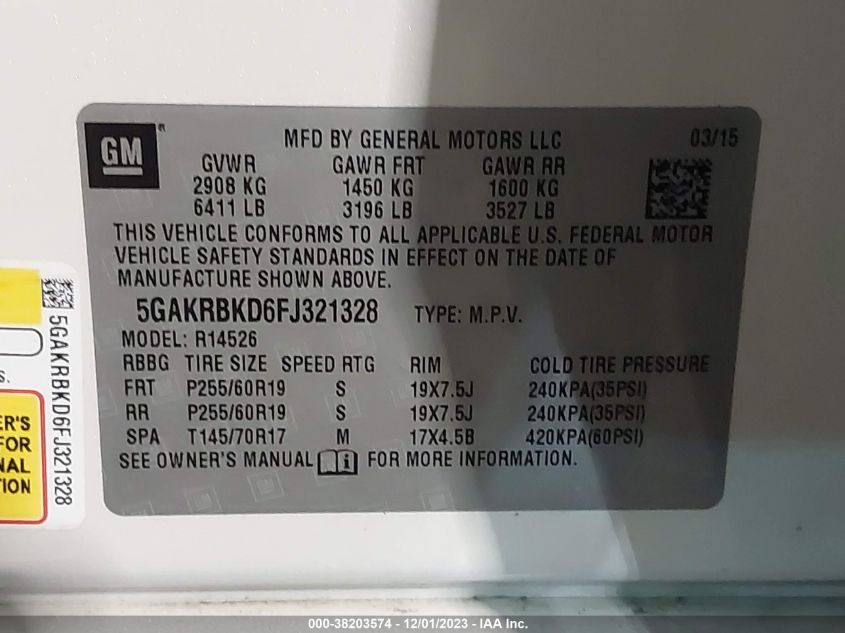 GM
MFD BY GENERAL MOTORS LLC 03/15
GVWR GAWR FRT GAWR RR
2908 KG 1450 KG 1600 KG
6411 LB 3196 LB 3527 LB
THIS VEHICLE CONFORMS TO ALL APPLICABLE U.S. FEDERAL MOTOR
VEHICLE SAFETY STANDARDS IN EFFECT ON THE DATE OF
MANUFACTURE SHOWN ABOVE.
5GAKRBKD6FJ321328 TYPE: M.P.V.
MODEL: R14526
RBBG TIRE SIZE SPEED RTG RIM COLD TIRE PRESSURE
FRT P255/60R19 S 19X7.5J 240KPA(35PSI)
RR P255/60R19 S 19X7.5J 240KPA(35PSI)
SPA T145/70R17 M 17X4.5B 420KPA(60PSI)
SEE OWNER'S MANUAL FOR MORE INFORMATION.
5GAKRBKD6FJ321328
S.
ER'S
FOR
NAL
TION
000-38203574 - 12/01/2023 - IAA Inc.